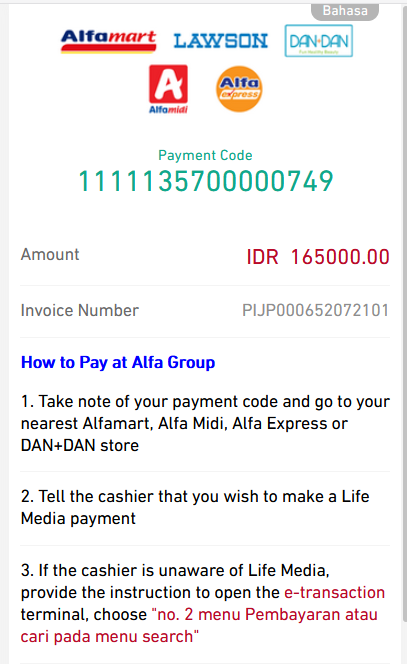 Bahasa
Alfamart LAWSON DAN+DAN
Alfamidi Alfa express
Payment Code
1111135700000749
Amount IDR 165000.00
Invoice Number PIJP000652072101
How to Pay at Alfa Group
1. Take note of your payment code and go to your
nearest Alfamart, Alfa Midi, Alfa Express or
DAN+DAN store
2. Tell the cashier that you wish to make a Life
Media payment
3. If the cashier is unaware of Life Media,
provide the instruction to open the e-transaction
terminal, choose "no. 2 menu Pembayaran atau
cari pada menu search"